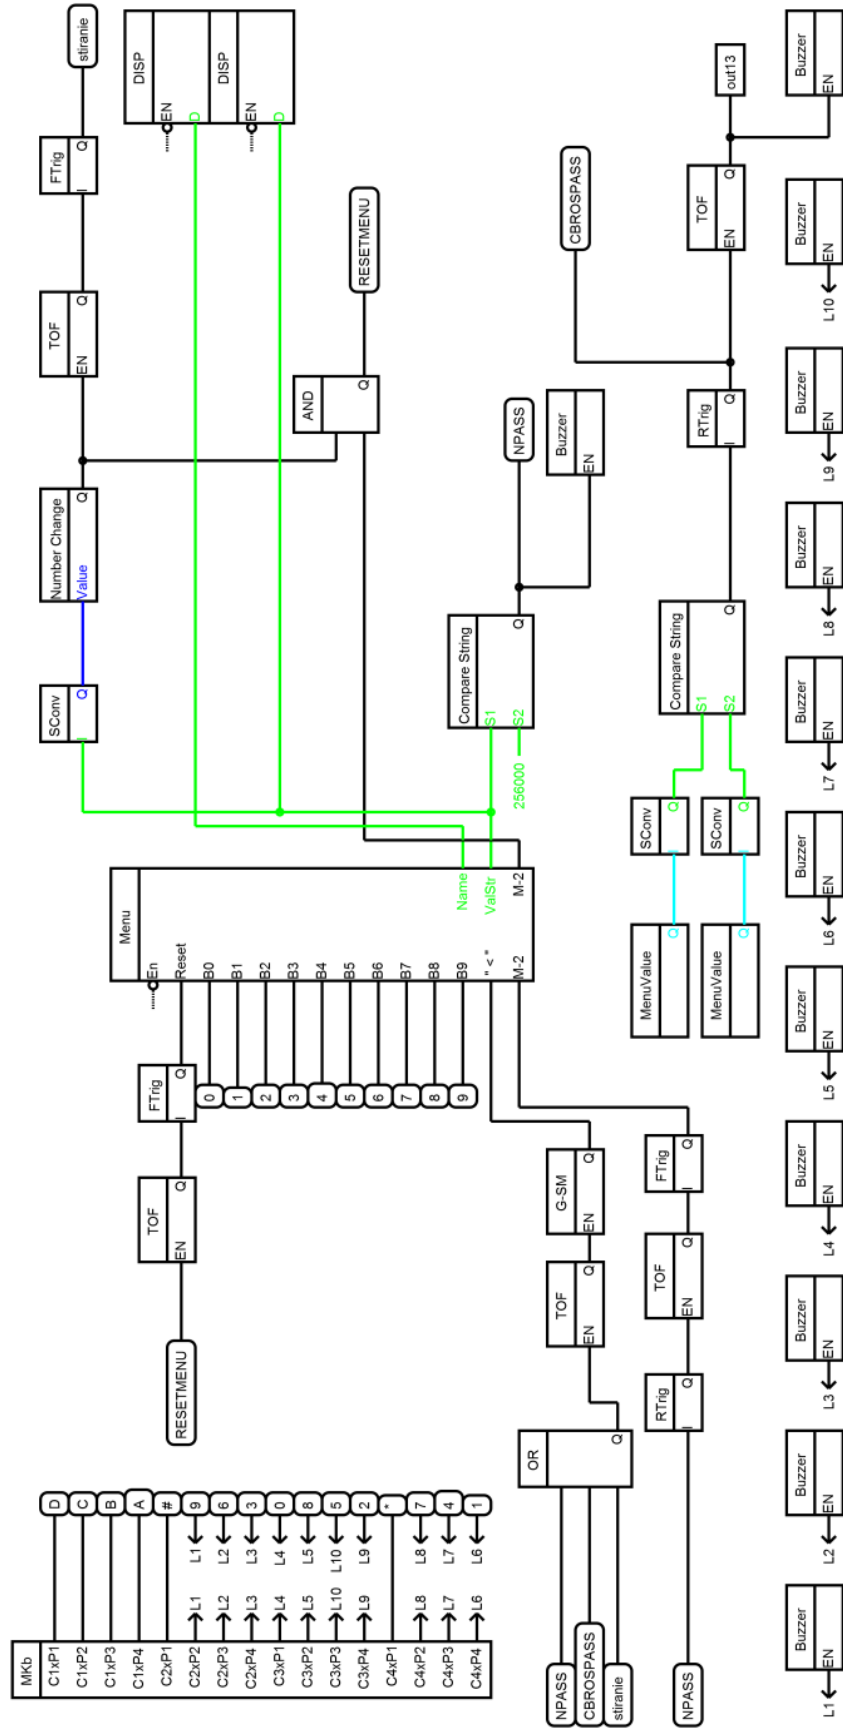 MKb
C1xP1
D
C1xP2
C
C1xP3
B
C1xP4
A
C2xP1
#
C2xP2
L1
L1
9
C2xP3
L2
L2
6
C2xP4
L3
L3
3
C3xP1
L4
L4
0
C3xP2
L5
L5
8
C3xP3
L10
L10
5
C3xP4
L9
L9
2
C4xP1
*
C4xP2
L8
L8
7
C4xP3
L7
L7
4
C4xP4
L6
L6
1
RESETMENU
TOF
EN
Q
FTrig
I
Q
Menu
En
Reset
0
B0
1
B1
2
B2
3
B3
4
B4
5
B5
6
B6
7
B7
8
B8
9
B9
" < "
M-2
Name
ValStr
M-2
SConv
I
Q
Number Change
Value
Q
TOF
EN
Q
FTrig
I
Q
stiranie
DISP
EN
D
DISP
EN
D
AND
Q
RESETMENU
Compare String
S1
Q
256000
S2
NPASS
Buzzer
EN
NPASS
CBROSPASS
stiranie
OR
Q
TOF
EN
Q
G-SM
EN
Q
NPASS
RTrig
I
Q
TOF
EN
Q
FTrig
I
Q
MenuValue
Q
SConv
I
Q
MenuValue
Q
SConv
I
Q
Compare String
S1
Q
S2
RTrig
I
Q
CBROSPASS
TOF
EN
Q
out13
Buzzer
EN
L1
Buzzer
EN
L2
Buzzer
EN
L3
Buzzer
EN
L4
Buzzer
EN
L5
Buzzer
EN
L6
Buzzer
EN
L7
Buzzer
EN
L8
Buzzer
EN
L9
Buzzer
EN
L10
Buzzer
EN